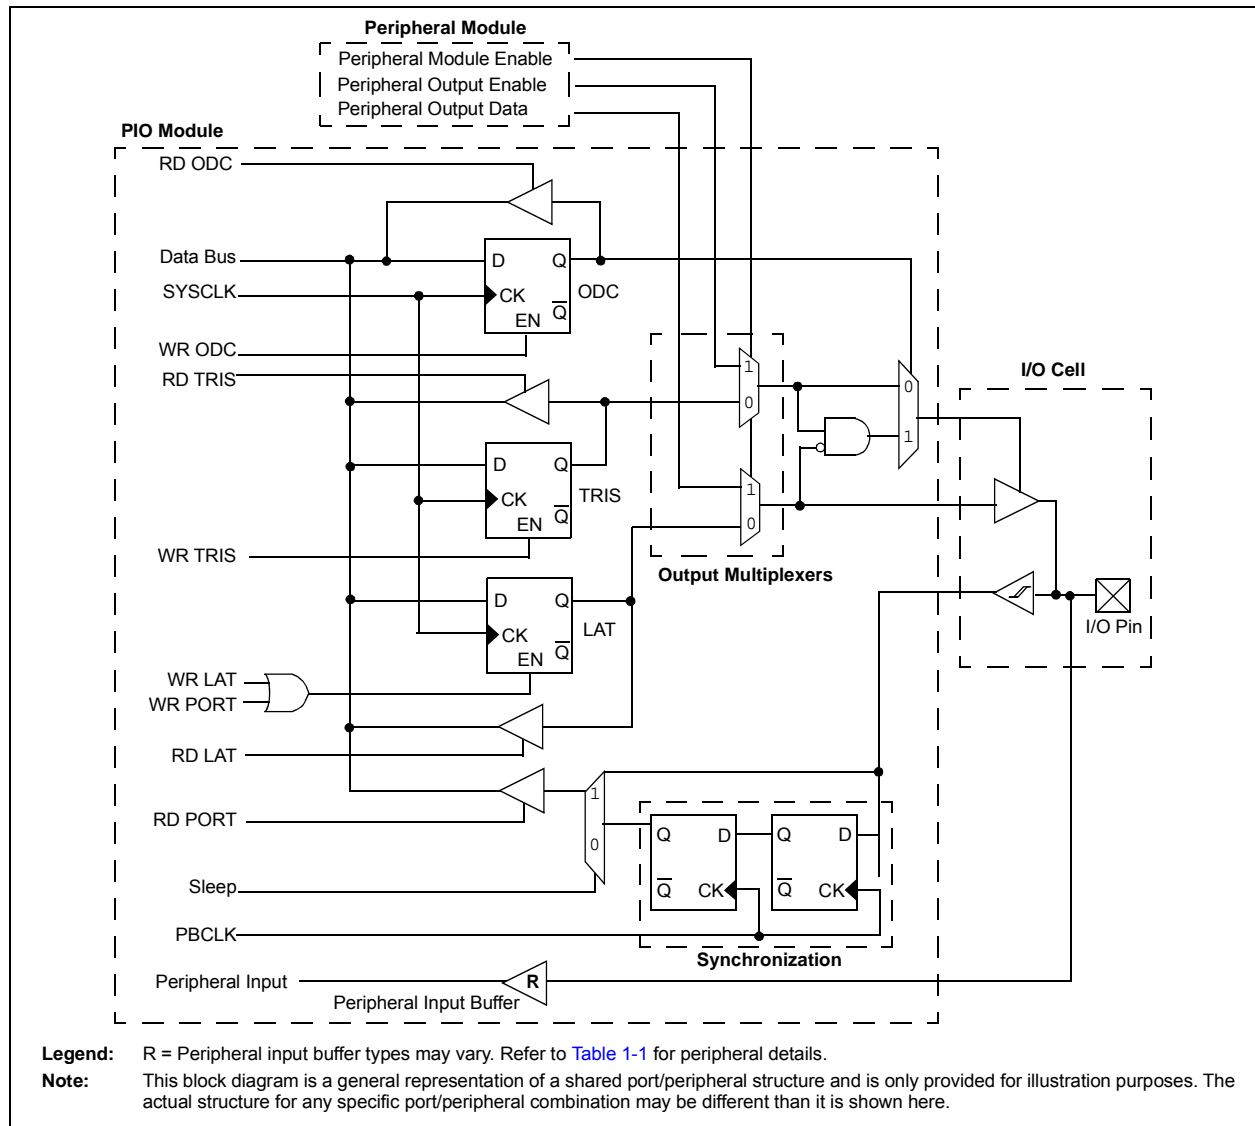 Peripheral Module
Peripheral Module Enable
Peripheral Output Enable
Peripheral Output Data
PIO Module
RD ODC
Data Bus
D
Q
SYSCLK
CK
ODC
Q
EN
WR ODC
RD TRIS
1
0
I/O Cell
0
1
D
Q
CK
TRIS
Q
EN
WR TRIS
1
0
Output Multiplexers
D
Q
CK
LAT
Q
EN
I/O Pin
WR LAT
WR PORT
RD LAT
1
RD PORT
0
Q
D
Q
D
Sleep
Q
CK
Q
CK
PBCLK
Synchronization
Peripheral Input
R
Peripheral Input Buffer
Legend: R = Peripheral input buffer types may vary. Refer to Table 1-1 for peripheral details.
Note: This block diagram is a general representation of a shared port/peripheral structure and is only provided for illustration purposes. The
actual structure for any specific port/peripheral combination may be different than it is shown here.